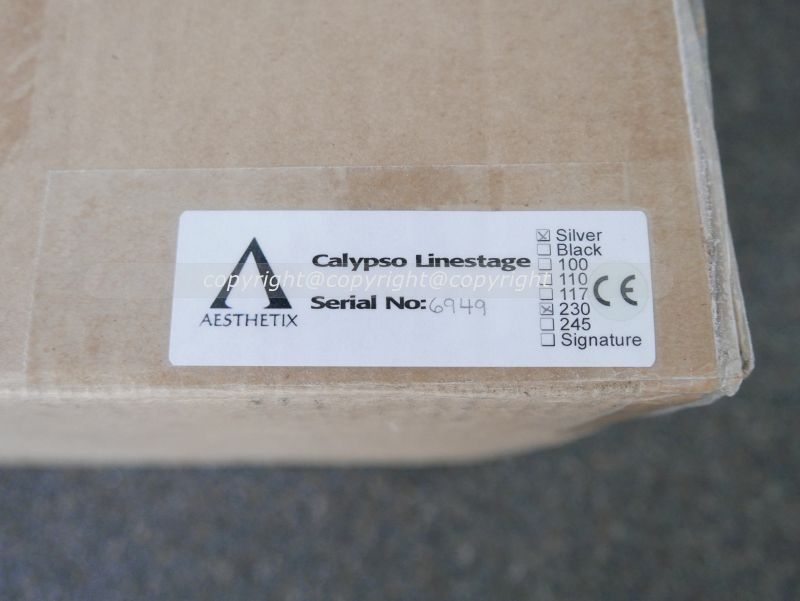 Calypso Linestage
Serial No: 6949
AESTHETIX
☒ Silver
☐ Black
☐ 100
☐ 110
☐ 117
☒ 230
☐ 245
☐ Signature
CE
copyright@copyright@copyright